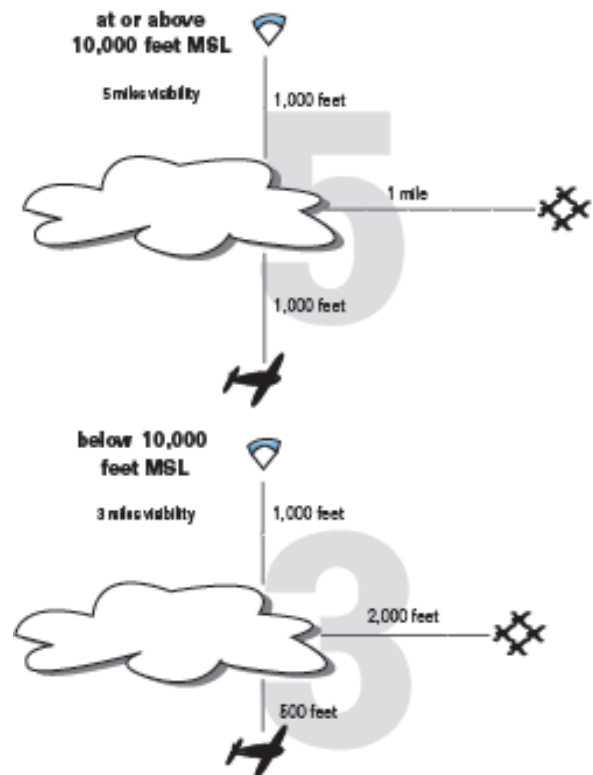 at or above
10,000 feet MSL
5 miles visibility
1,000 feet
5
1 mile
1,000 feet
below 10,000
feet MSL
3 miles visibility
1,000 feet
3
2,000 feet
500 feet